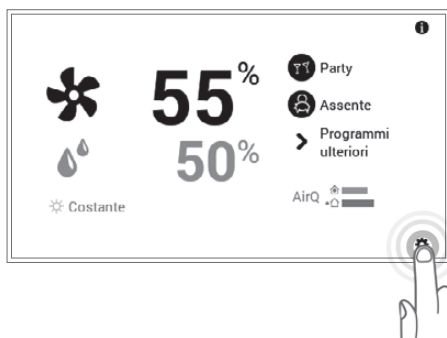 55%
50%
Costante
Party
Assente
Programmi
ulteriori
AirQ